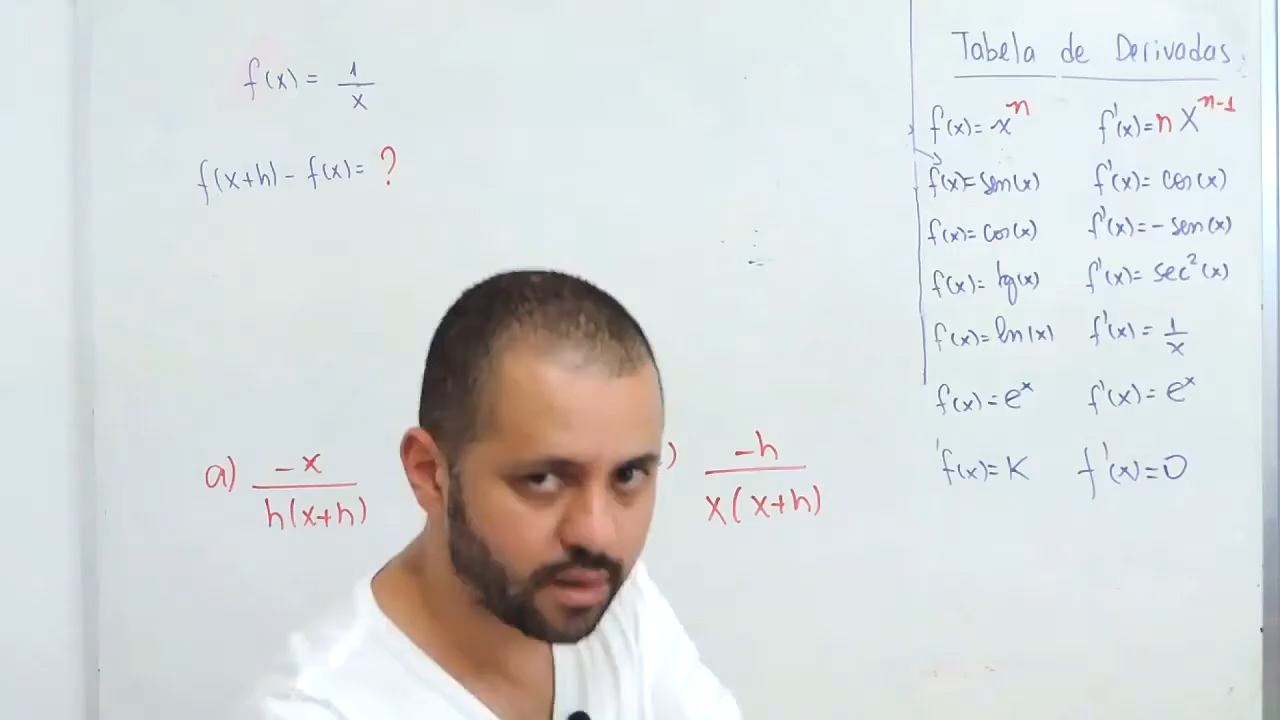 f(x) = 1/x
f(x+h) - f(x) = ?
a) -x / h(x+h)
) -h / x(x+h)
Tabela de Derivadas
f(x) = x^n f'(x) = n x^(n-1)
f(x) = sen(x) f'(x) = cos(x)
f(x) = cos(x) f'(x) = - sen(x)
f(x) = tg(x) f'(x) = sec²(x)
f(x) = ln(x) f'(x) = 1/x
f(x) = e^x f'(x) = e^x
f(x) = K f'(x) = 0